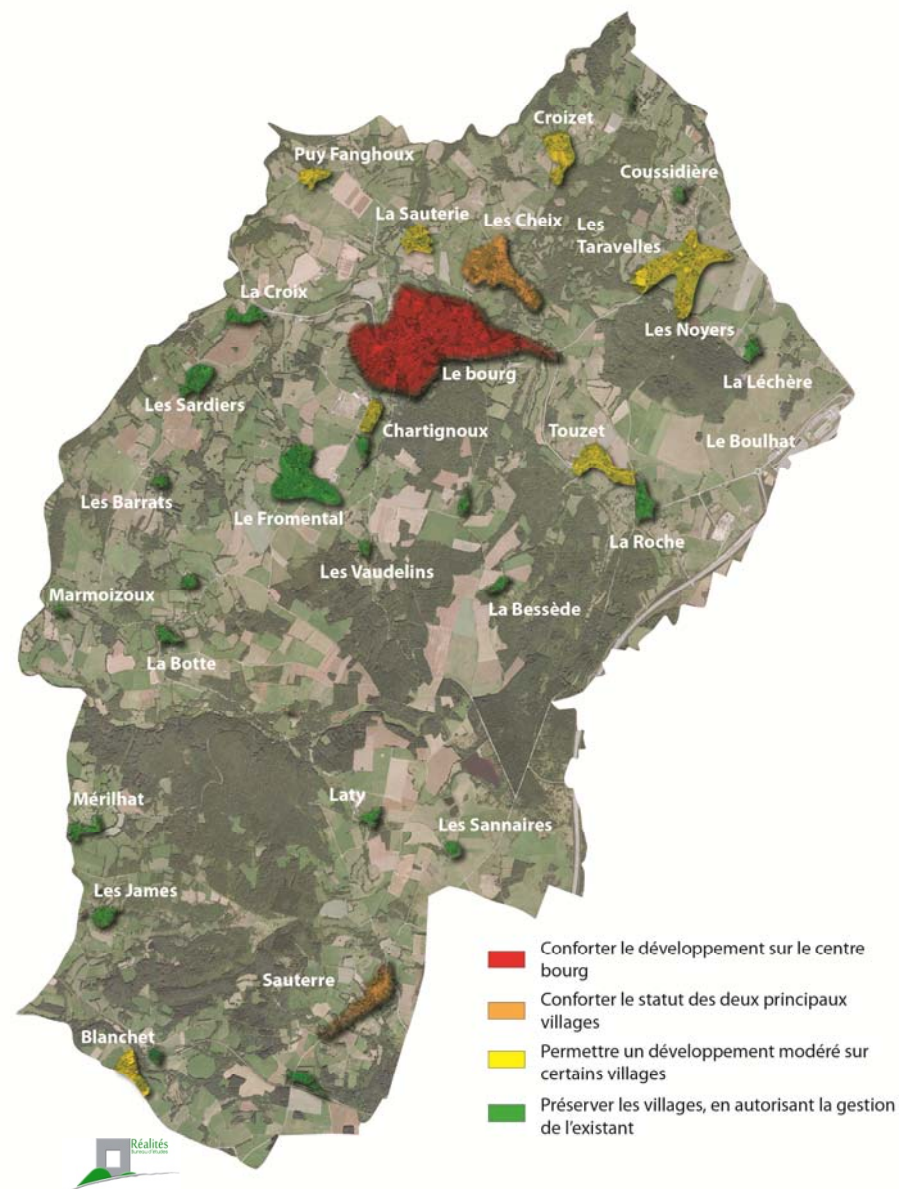 Croizet
Puy Fanghoux
Coussidière
La Sauterie
Les Cheix
Les
Taravelles
La Croix
Les Noyers
Le bourg
La Léchère
Les Sardiers
Chartignoux
Touzet
Le Boulhat
Les Barrats
Le Fromental
La Roche
Les Vaudelins
Marmoizoux
La Bessède
La Botte
Mérilhat
Laty
Les Sannaires
Les James
Sauterre
Blanchet
Conforter le développement sur le centre
bourg
Conforter le statut des deux principaux
villages
Permettre un développement modéré sur
certains villages
Préserver les villages, en autorisant la gestion
de l'existant
Réalités
Bureau d'études